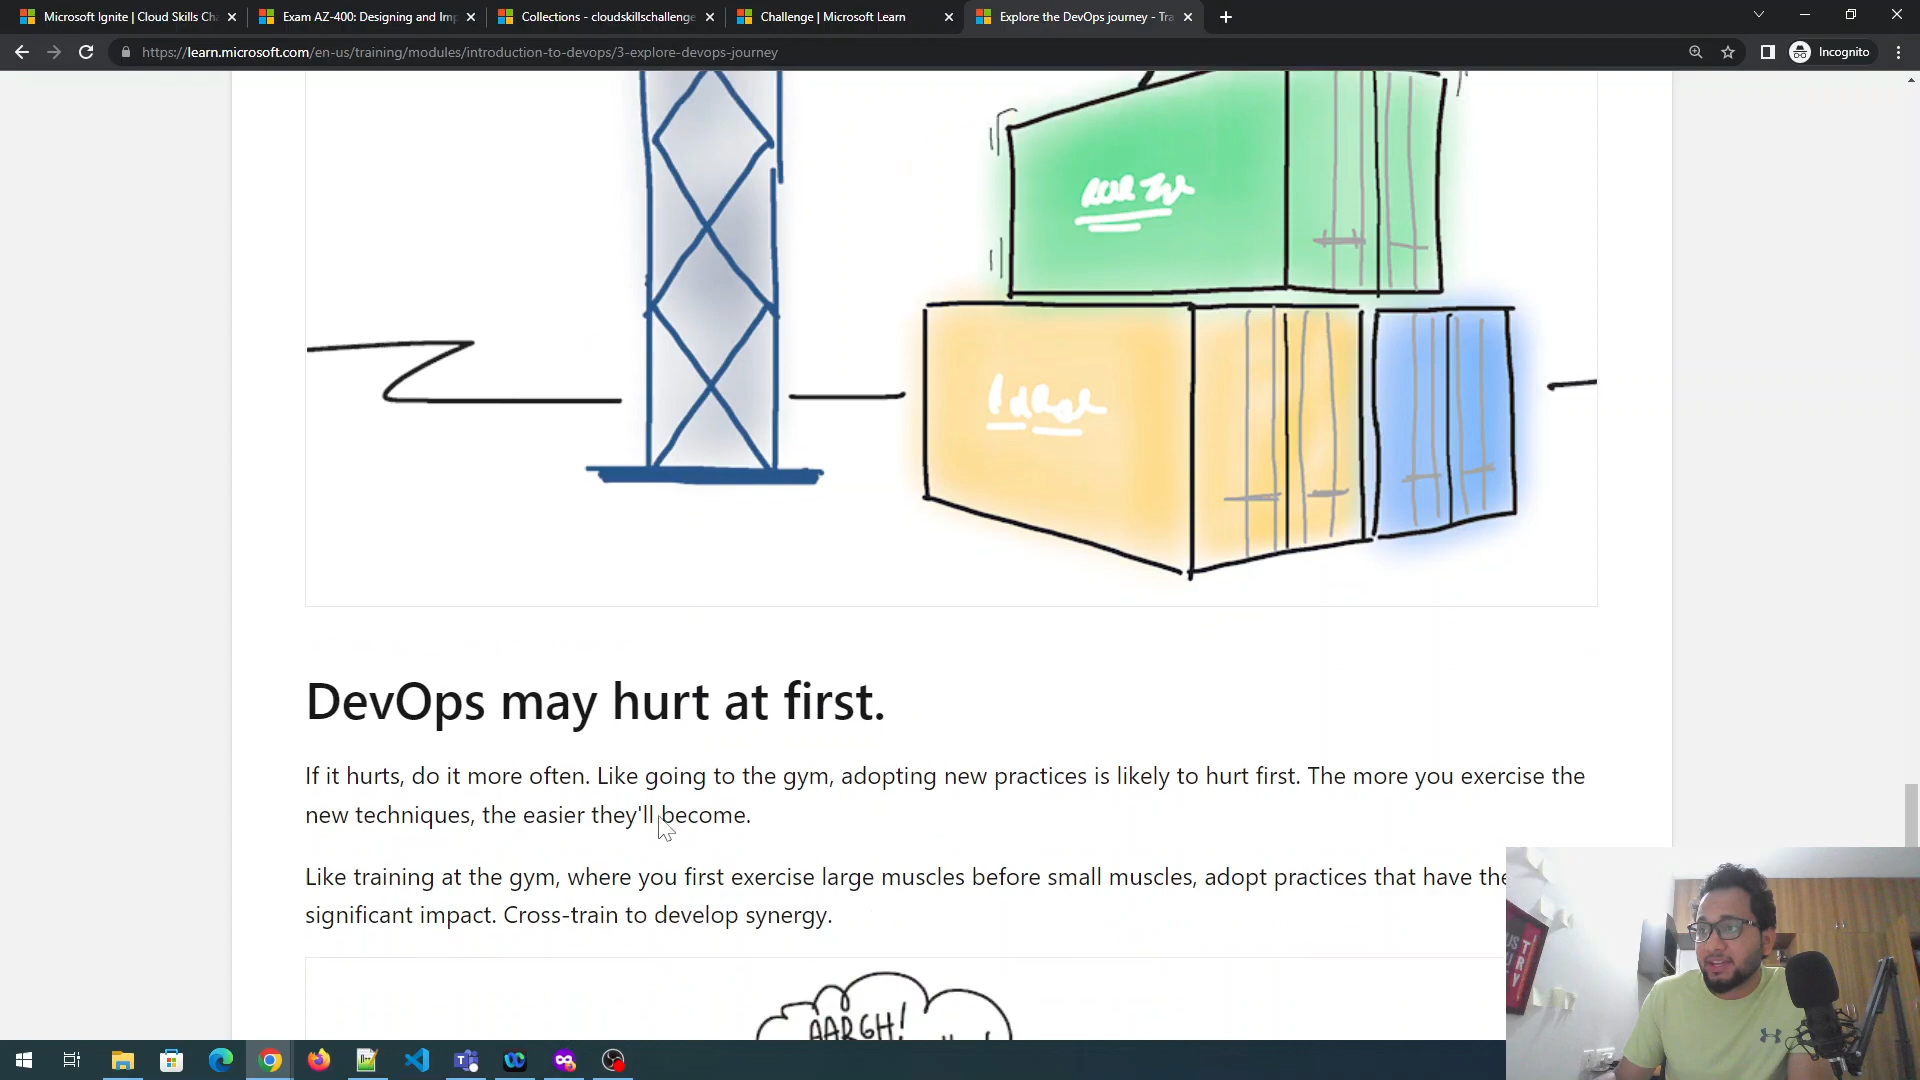 Microsoft Ignite | Cloud Skills Ch
Exam AZ-400: Designing and Imp
Collections - cloudskillschallenge
Challenge | Microsoft Learn
Explore the DevOps journey - Tra
https://learn.microsoft.com/en-us/training/modules/introduction-to-devops/3-explore-devops-journey
Incognito
DevOps may hurt at first.
If it hurts, do it more often. Like going to the gym, adopting new practices is likely to hurt first. The more you exercise the
new techniques, the easier they'll become.
Like training at the gym, where you first exercise large muscles before small muscles, adopt practices that have the
significant impact. Cross-train to develop synergy.
AARGH!
TRY